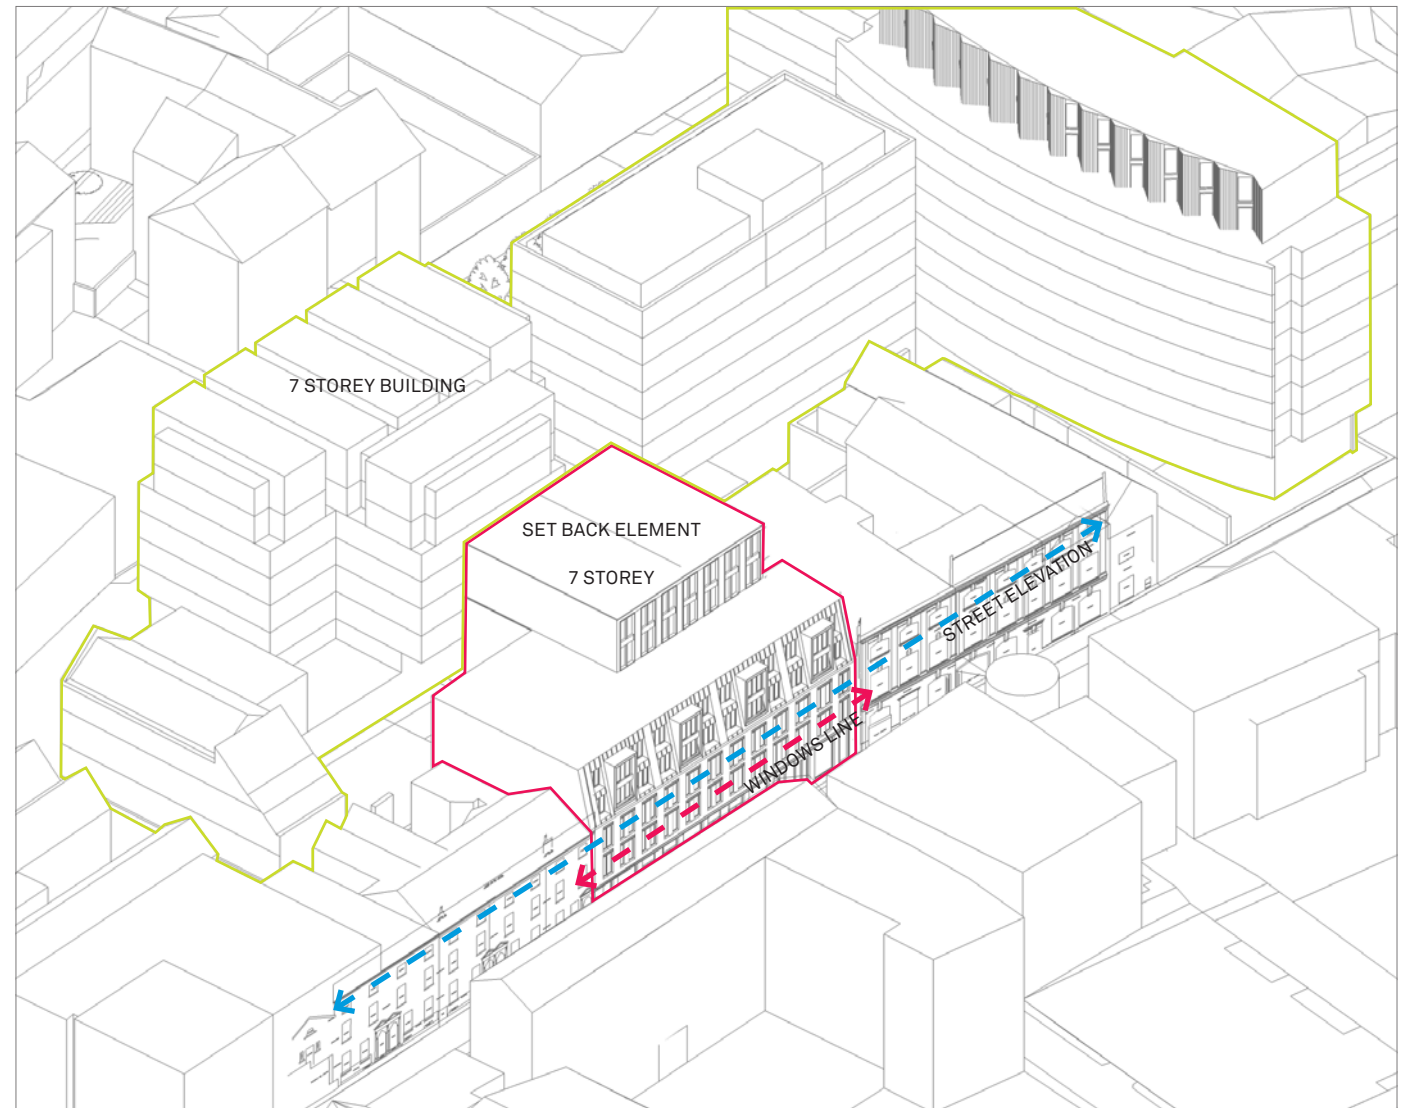 7 STOREY BUILDING
SET BACK ELEMENT
7 STOREY
STREET ELEVATION
WINDOWS LINE